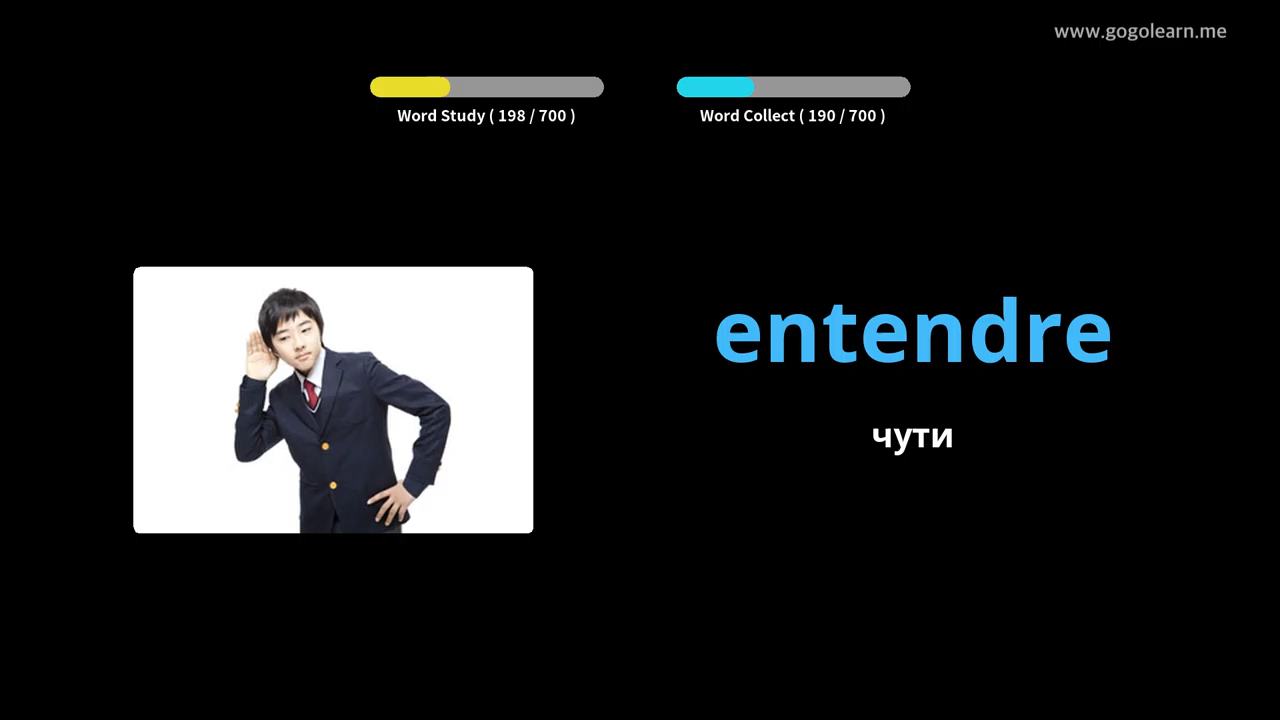 www.gogolearn.me
Word Study ( 198 / 700 )
Word Collect ( 190 / 700 )
entendre
чути